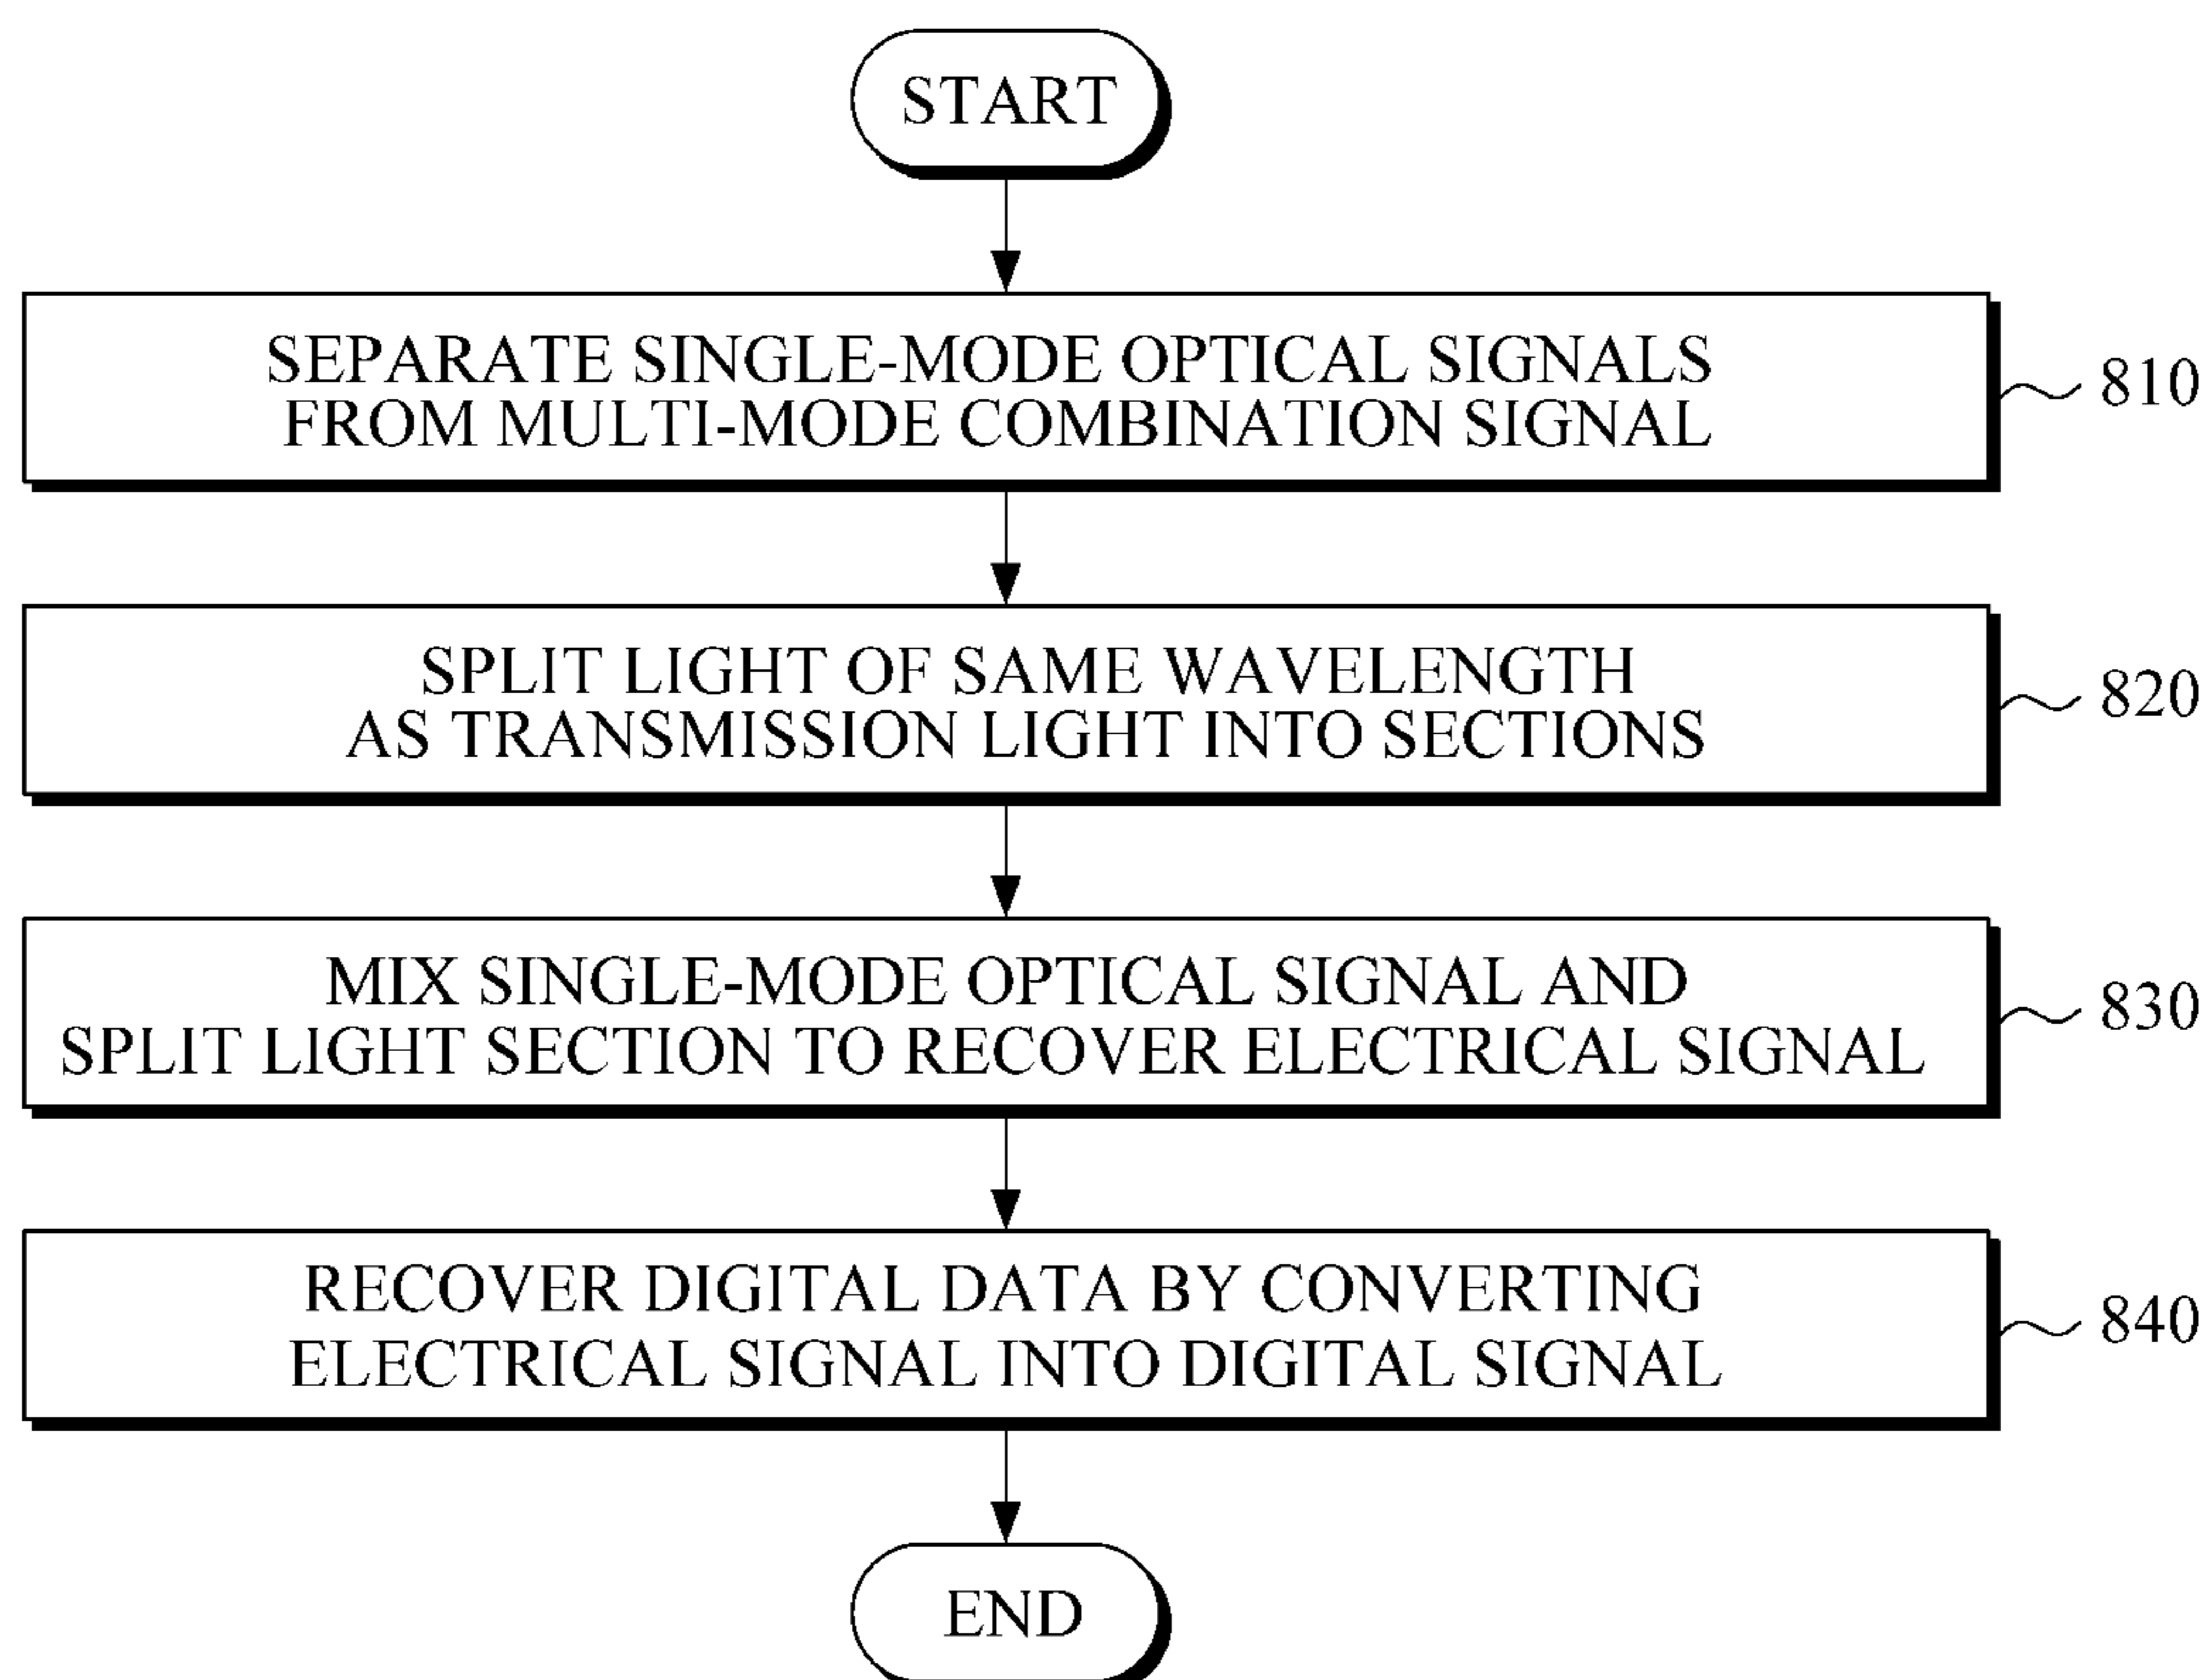 START
SEPARATE SINGLE-MODE OPTICAL SIGNALS
FROM MULTI-MODE COMBINATION SIGNAL
810
SPLIT LIGHT OF SAME WAVELENGTH
AS TRANSMISSION LIGHT INTO SECTIONS
820
MIX SINGLE-MODE OPTICAL SIGNAL AND
SPLIT LIGHT SECTION TO RECOVER ELECTRICAL SIGNAL
830
RECOVER DIGITAL DATA BY CONVERTING
ELECTRICAL SIGNAL INTO DIGITAL SIGNAL
840
END